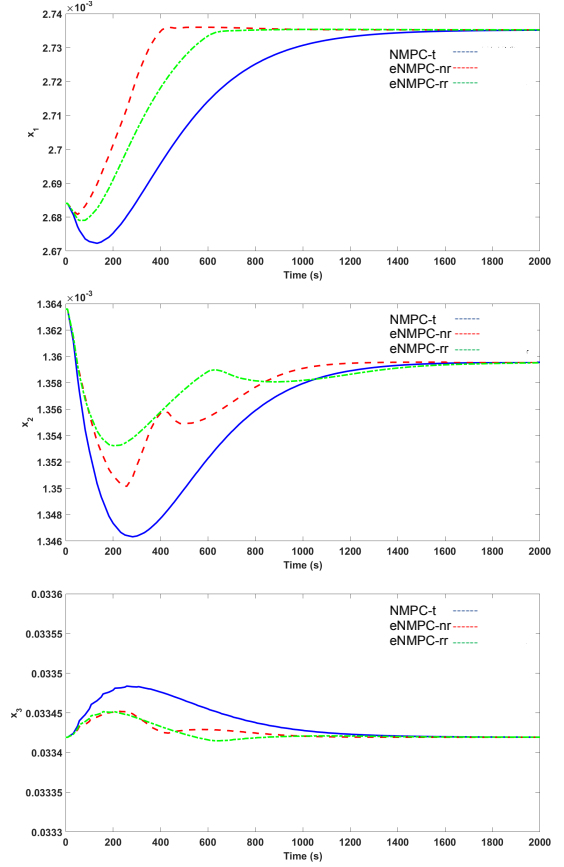 ×10⁻³
2.74
2.73
2.72
2.71
2.7
2.69
2.68
2.67
x₁
NMPC-t
eNMPC-nr
eNMPC-rr
0 200 400 600 800 1000 1200 1400 1600 1800 2000
Time (s)
×10⁻³
1.364
1.36
1.358
1.356
1.354
1.352
1.35
1.348
1.346
x₂
NMPC-t
eNMPC-nr
eNMPC-rr
0 200 400 600 800 1000 1200 1400 1600 1800 2000
Time (s)
0.0336
0.03355
0.0335
0.03345
0.0334
0.03335
0.0333
x₃
NMPC-t
eNMPC-nr
eNMPC-rr
0 200 400 600 800 1000 1200 1400 1600 1800 2000
Time (s)